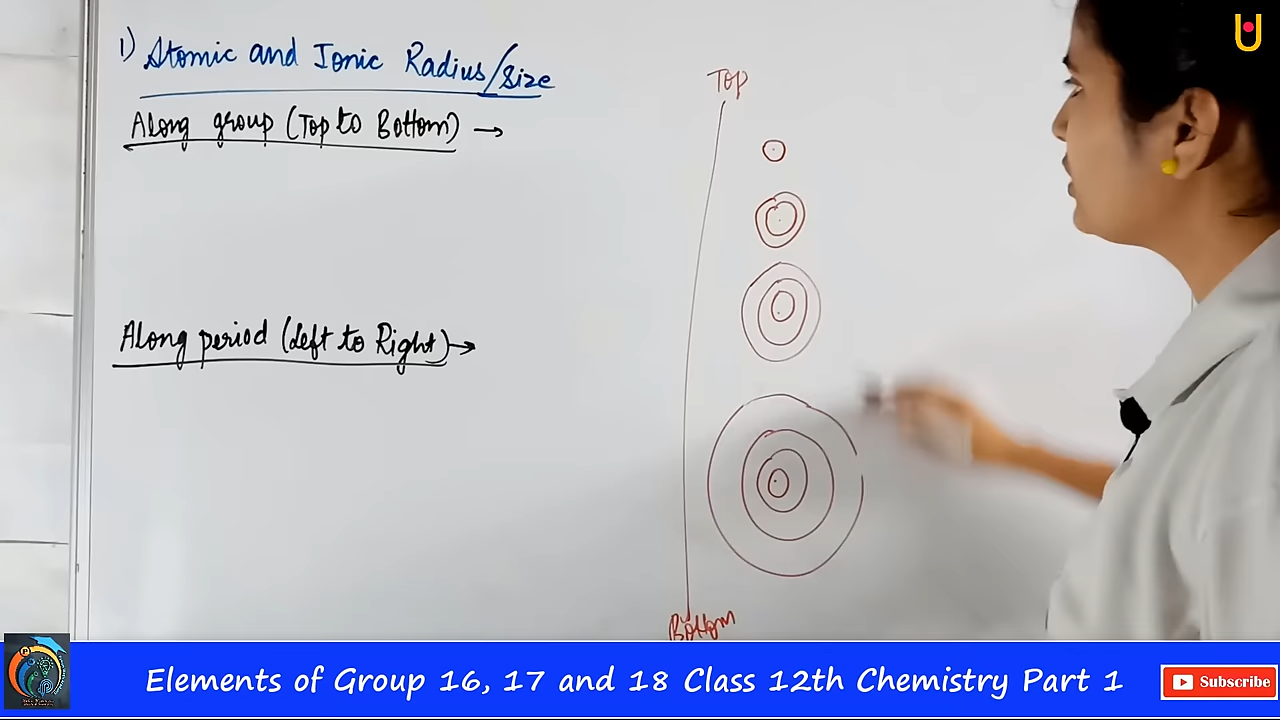 1) Atomic and Ionic Radius/Size
Along group (Top to Bottom) →
Top
Along period (Left to Right) →
Bottom
Elements of Group 16, 17 and 18 Class 12th Chemistry Part 1
Subscribe